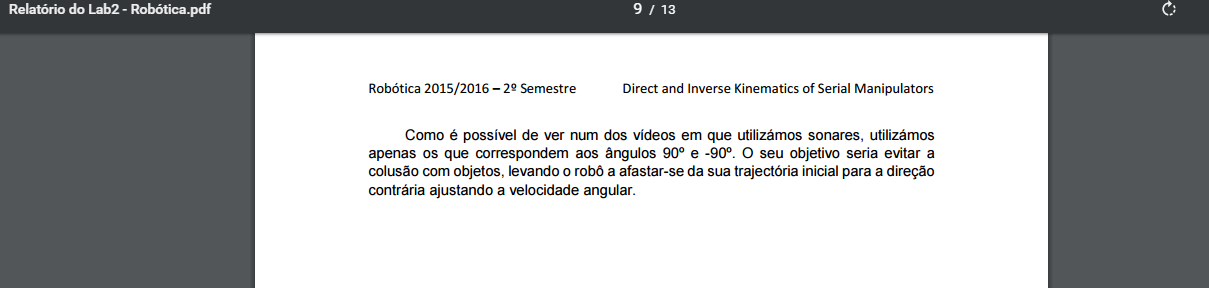 Relatório do Lab2 - Robótica.pdf 9 / 13
Robótica 2015/2016 – 2º Semestre Direct and Inverse Kinematics of Serial Manipulators
Como é possível de ver num dos vídeos em que utilizámos sonares, utilizámos
apenas os que correspondem aos ângulos 90º e -90º. O seu objetivo seria evitar a
colusão com objetos, levando o robô a afastar-se da sua trajectória inicial para a direção
contrária ajustando a velocidade angular.